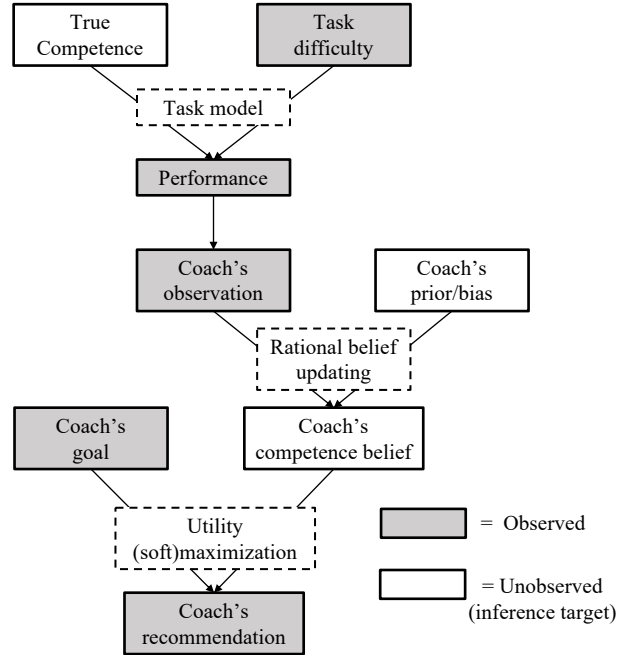 True
Competence
Task
difficulty
Task model
Performance
Coach’s
observation
Coach’s
prior/bias
Rational belief
updating
Coach’s
goal
Coach’s
competence belief
Utility
(soft)maximization
= Observed
= Unobserved
(inference target)
Coach’s
recommendation